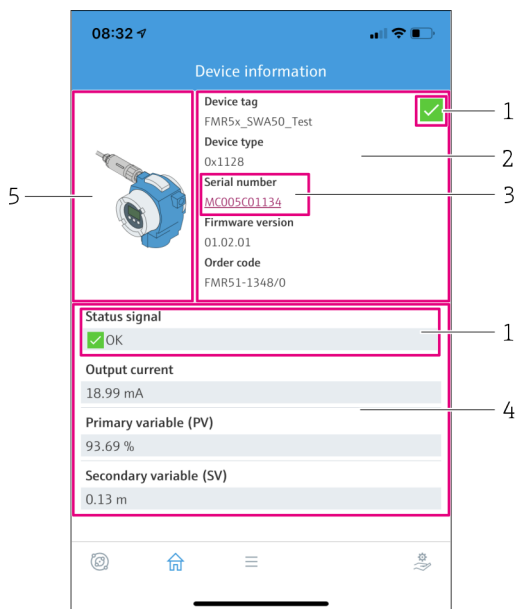 08:32
Device information
Device tag
FMR5x_SWA50_Test
Device type
0x1128
Serial number
MC005C01134
Firmware version
01.02.01
Order code
FMR51-1348/0
1
2
3
5
Status signal
OK
1
Output current
18.99 mA
4
Primary variable (PV)
93.69 %
Secondary variable (SV)
0.13 m